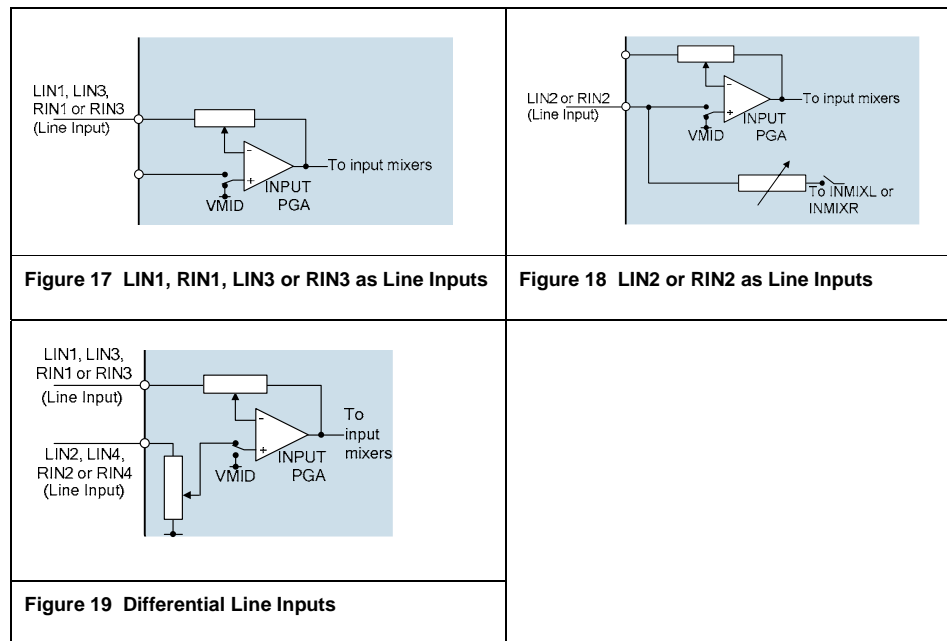 LIN1, LIN3,
RIN1 or RIN3
(Line Input)
-
+
INPUT
PGA
VMID
To input mixers
Figure 17 LIN1, RIN1, LIN3 or RIN3 as Line Inputs
LIN2 or RIN2
(Line Input)
-
+
INPUT
PGA
VMID
To input mixers
To INMIXL or
INMIXR
Figure 18 LIN2 or RIN2 as Line Inputs
LIN1, LIN3,
RIN1 or RIN3
(Line Input)
LIN2, LIN4,
RIN2 or RIN4
(Line Input)
-
+
INPUT
PGA
VMID
To
input
mixers
Figure 19 Differential Line Inputs